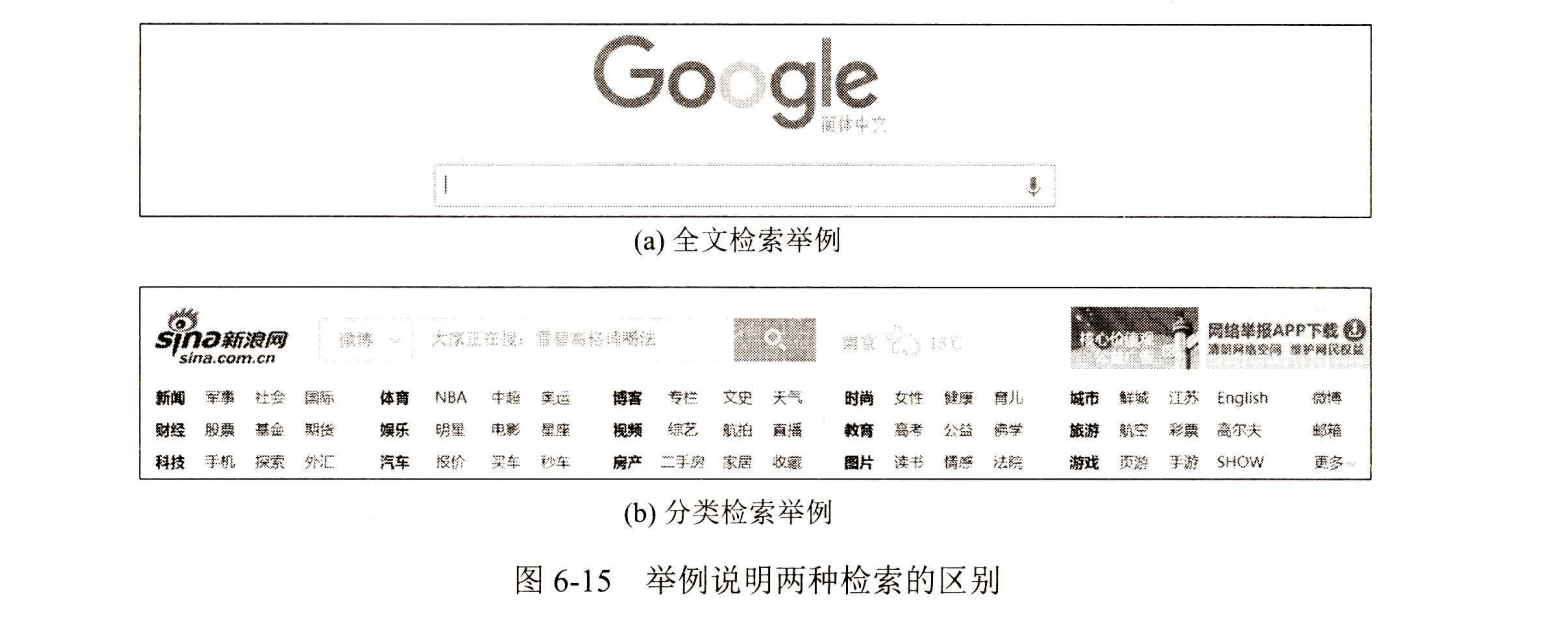 Google
简体中文
(a) 全文检索举例
sina新浪网
sina.com.cn
微博
大家正在搜：
南京
15℃
网络举报APP下载
清朗网络空间 维护网民权益
新闻 军事 社会 国际 体育 NBA 中超 奥运 博客 专栏 文史 天气 时尚 女性 健康 育儿 城市 鲜城 江苏 English 微博
财经 股票 基金 期货 娱乐 明星 电影 星座 视频 综艺 航拍 直播 教育 高考 公益 佛学 旅游 航空 彩票 高尔夫 邮箱
科技 手机 探索 外汇 汽车 报价 买车 秒车 房产 二手房 家居 收藏 图片 读书 情感 法院 游戏 页游 手游 SHOW 更多
(b) 分类检索举例
图 6-15 举例说明两种检索的区别